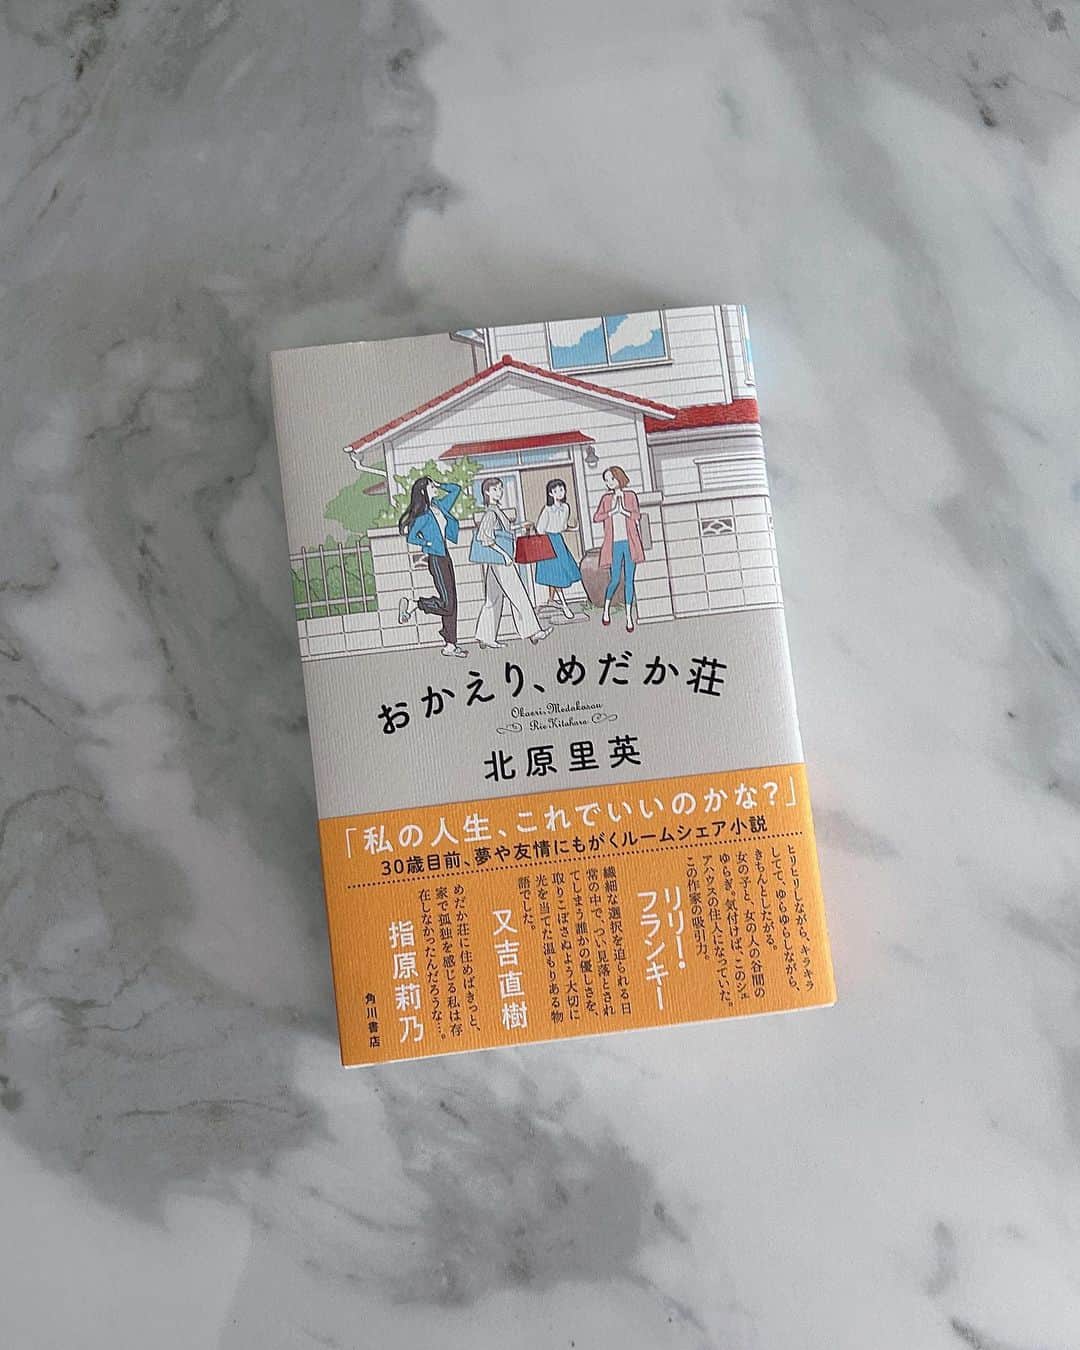 おかえり、めだか荘
Okaeri, Medakasou
Rie Kitahara
北原里英
「私の人生、これでいいのかな?」
30歳目前、夢や友情にもがくルームシェア小説
ヒリヒリしながら、キラキラ
してて、ゆらゆらしながら、
きちんとしたがる。
女の子と、女の人の谷間の
ゆらぎ。気付けば、このシェ
アハウスの住人になっていた。
この作家の吸引力。
リリー・
フランキー
繊細な選択を迫られる日
常の中で、つい見落とされ
てしまう誰かの優しさを、
取りこぼさぬよう大切に
光を当てた温もりある物
語でした。
又吉直樹
めだか荘に住めばきっと、
家で孤独を感じる私は存
在しなかったんだろうな…。
指原莉乃
角川書店